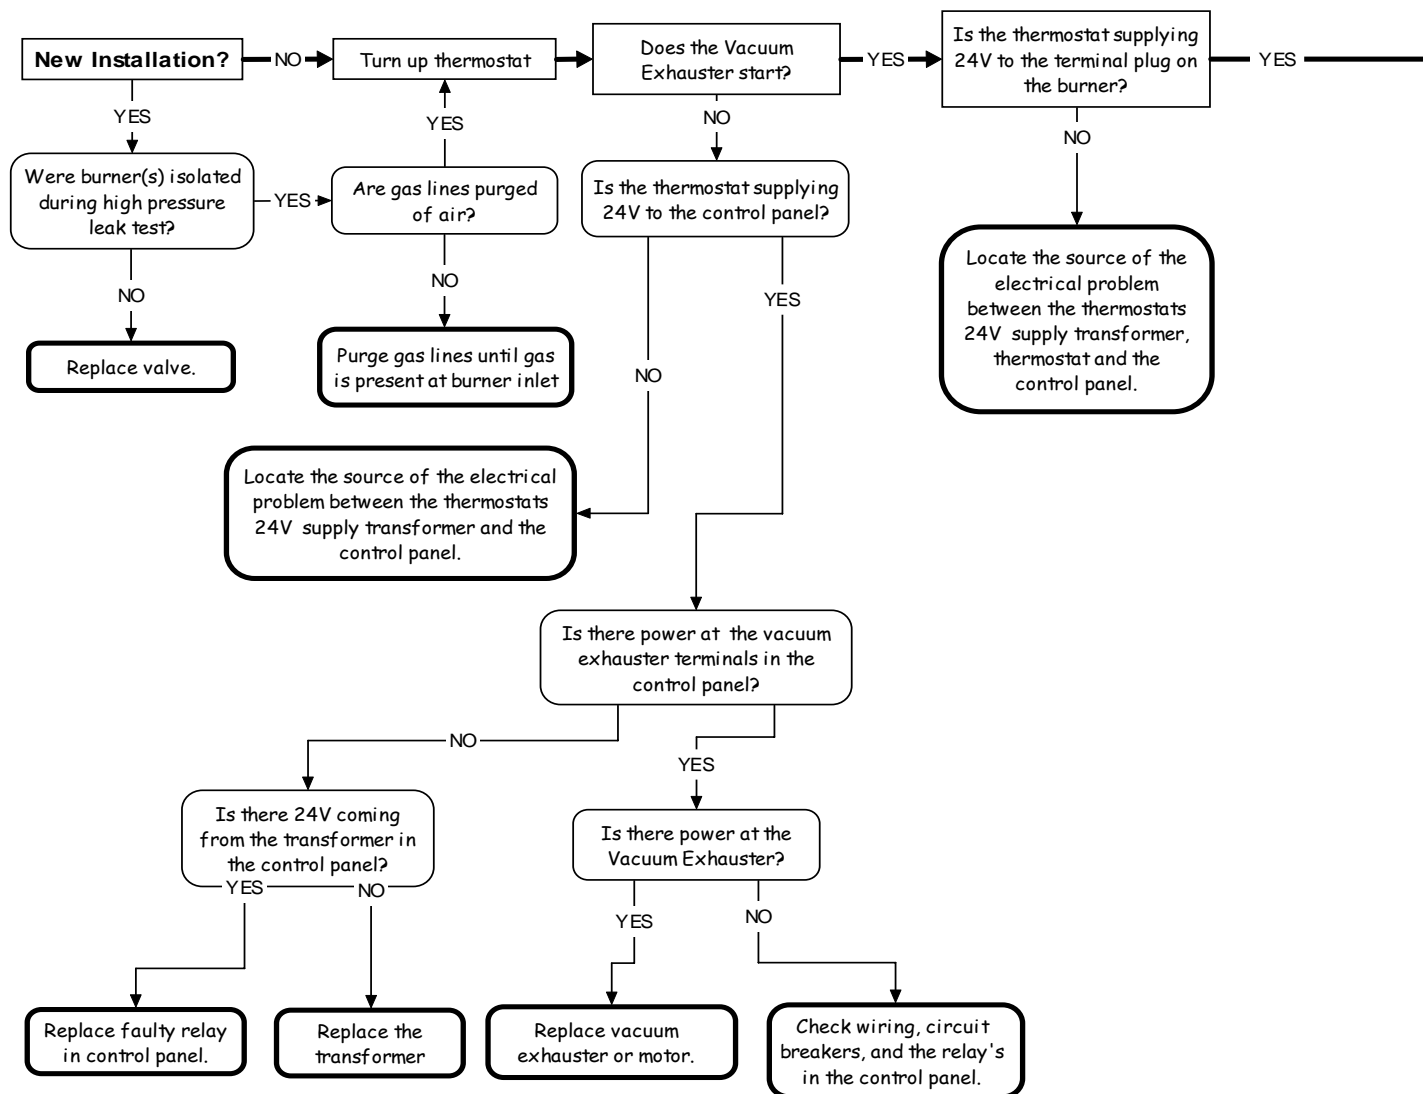 New Installation?
NO
Turn up thermostat
Does the Vacuum
Exhauster start?
YES
Is the thermostat supplying
24V to the terminal plug on
the burner?
YES
YES
YES
NO
NO
Were burner(s) isolated
during high pressure
leak test?
YES
Are gas lines purged
of air?
Is the thermostat supplying
24V to the control panel?
NO
NO
YES
NO
Locate the source of the
electrical problem
between the thermostats
24V supply transformer,
thermostat and the
control panel.
Replace valve.
Purge gas lines until gas
is present at burner inlet
Locate the source of the electrical
problem between the thermostats
24V supply transformer and the
control panel.
Is there power at the vacuum
exhauster terminals in the
control panel?
NO
YES
Is there 24V coming
from the transformer in
the control panel?
Is there power at the
Vacuum Exhauster?
YES
NO
YES
NO
Replace faulty relay
in control panel.
Replace the
transformer
Replace vacuum
exhauster or motor.
Check wiring, circuit
breakers, and the relay's
in the control panel.